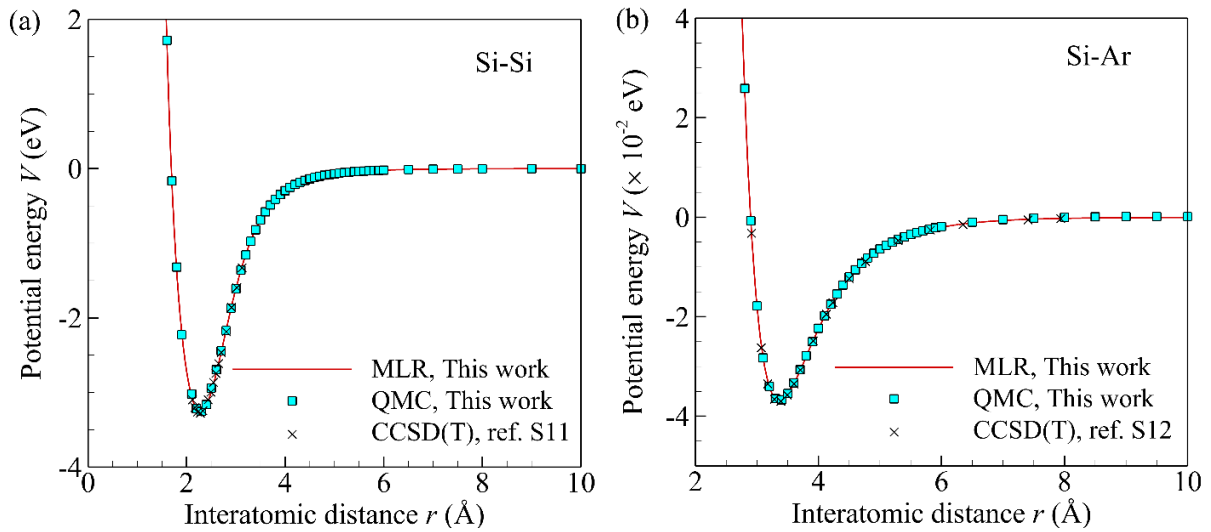 (a)
Si-Si
Potential energy V (eV)
2
0
-2
-4
MLR, This work
QMC, This work
CCSD(T), ref. S11
0 2 4 6 8 10
Interatomic distance r (Å)
(b)
Si-Ar
Potential energy V (× 10⁻² eV)
4
2
0
-2
-4
MLR, This work
QMC, This work
CCSD(T), ref. S12
2 4 6 8 10
Interatomic distance r (Å)